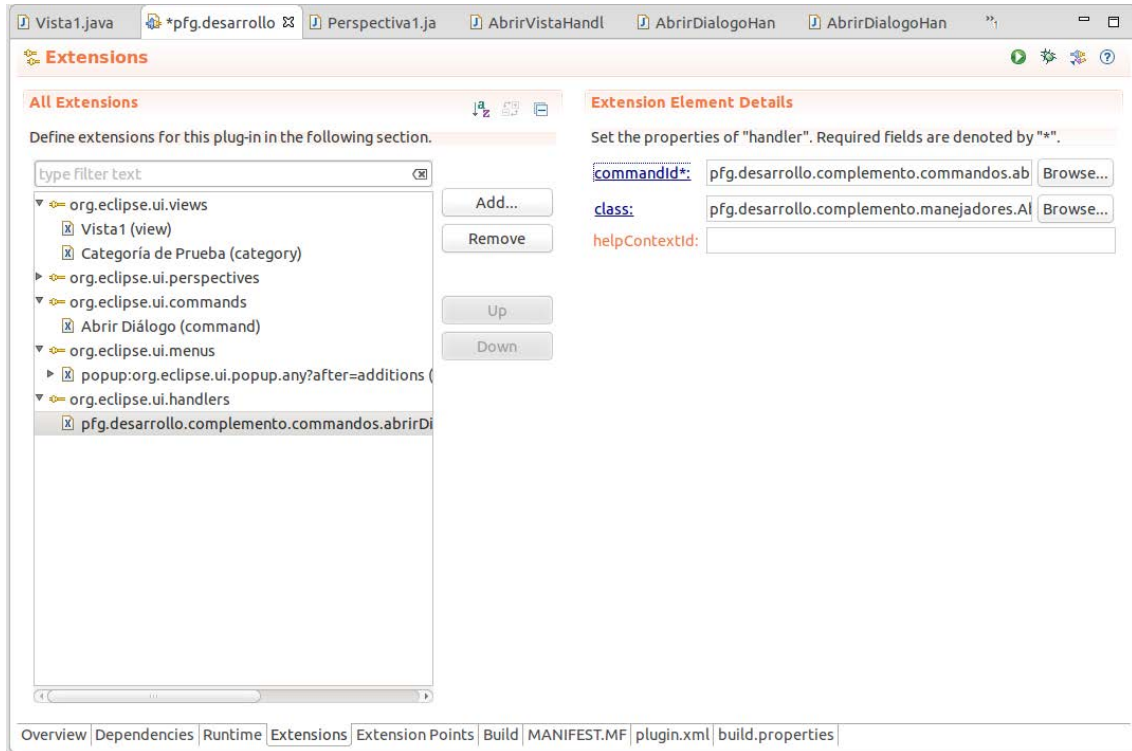 Vista1.java *pfg.desarrollo Perspectiva1.ja AbrirVistaHandl AbrirDialogoHan AbrirDialogoHan »1
Extensions
All Extensions
Define extensions for this plug-in in the following section.
type filter text
org.eclipse.ui.views
Vista1 (view)
Categoría de Prueba (category)
org.eclipse.ui.perspectives
org.eclipse.ui.commands
Abrir Diálogo (command)
org.eclipse.ui.menus
popup:org.eclipse.ui.popup.any?after=additions (
org.eclipse.ui.handlers
pfg.desarrollo.complemento.commandos.abrirDi
Add...
Remove
Up
Down
Extension Element Details
Set the properties of "handler". Required fields are denoted by "*".
commandId*: pfg.desarrollo.complemento.commandos.ab Browse...
class: pfg.desarrollo.complemento.manejadores.Al Browse...
helpContextId:
Overview Dependencies Runtime Extensions Extension Points Build MANIFEST.MF plugin.xml build.properties